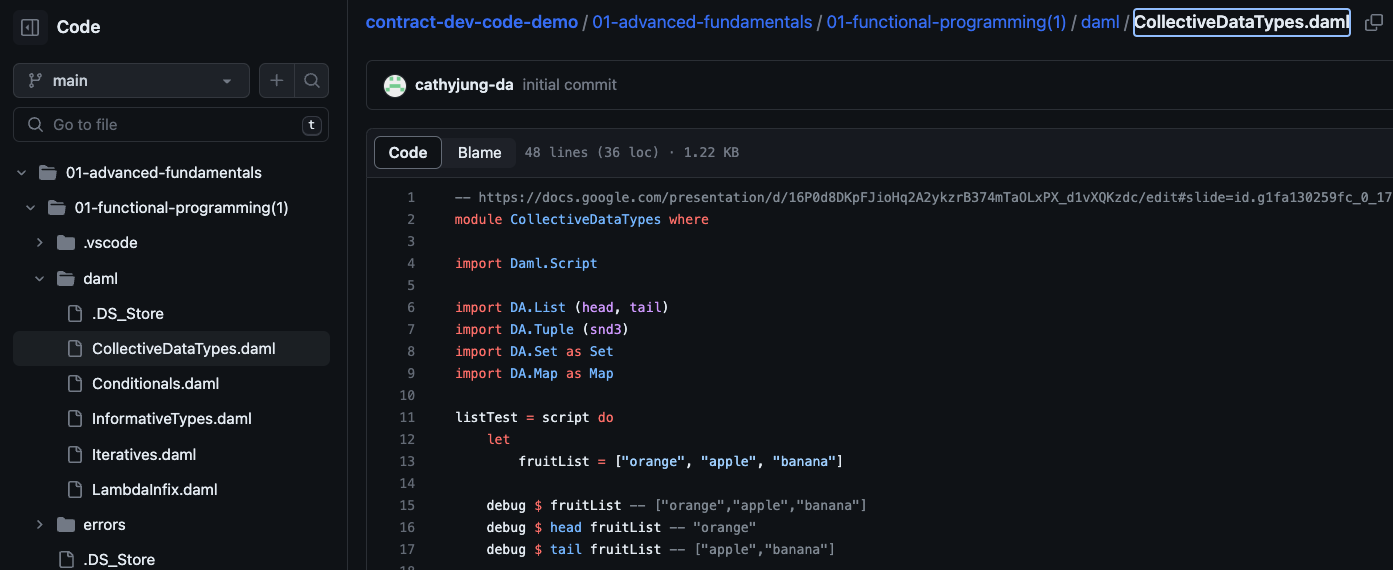 Code
main
Go to file
t
01-advanced-fundamentals
01-functional-programming(1)
.vscode
daml
.DS_Store
CollectiveDataTypes.daml
Conditionals.daml
InformativeTypes.daml
Iteratives.daml
LambdaInfix.daml
errors
.DS_Store
contract-dev-code-demo / 01-advanced-fundamentals / 01-functional-programming(1) / daml / CollectiveDataTypes.daml
cathyjung-da initial commit
Code Blame 48 lines (36 loc) · 1.22 KB
1 -- https://docs.google.com/presentation/d/16P0d8DKpFJioHq2A2ykzrB374mTaOLxPX_d1vXQKzdc/edit#slide=id.g1fa130259fc_0_17
2 module CollectiveDataTypes where
3
4 import Daml.Script
5
6 import DA.List (head, tail)
7 import DA.Tuple (snd3)
8 import DA.Set as Set
9 import DA.Map as Map
10
11 listTest = script do
12 let
13 fruitList = ["orange", "apple", "banana"]
14
15 debug $ fruitList -- ["orange","apple","banana"]
16 debug $ head fruitList -- "orange"
17 debug $ tail fruitList -- ["apple","banana"]
18